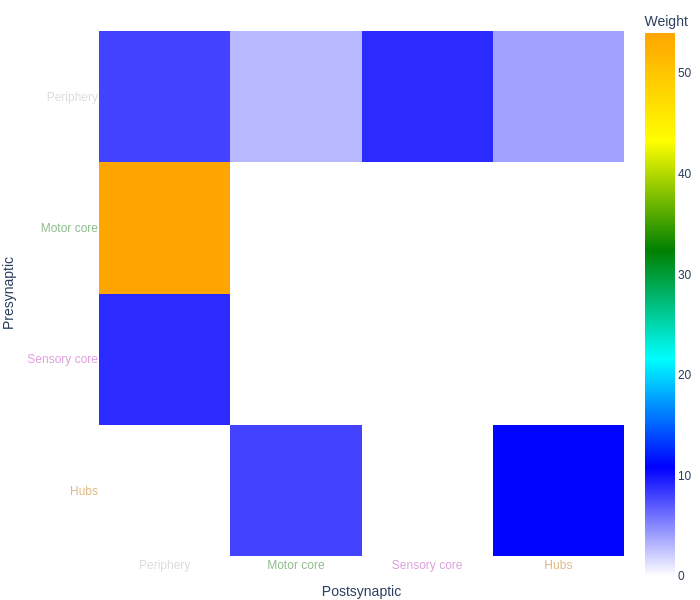 Weight
50
40
30
20
10
0
Presynaptic
Periphery
Motor core
Sensory core
Hubs
Periphery Motor core Sensory core Hubs
Postsynaptic